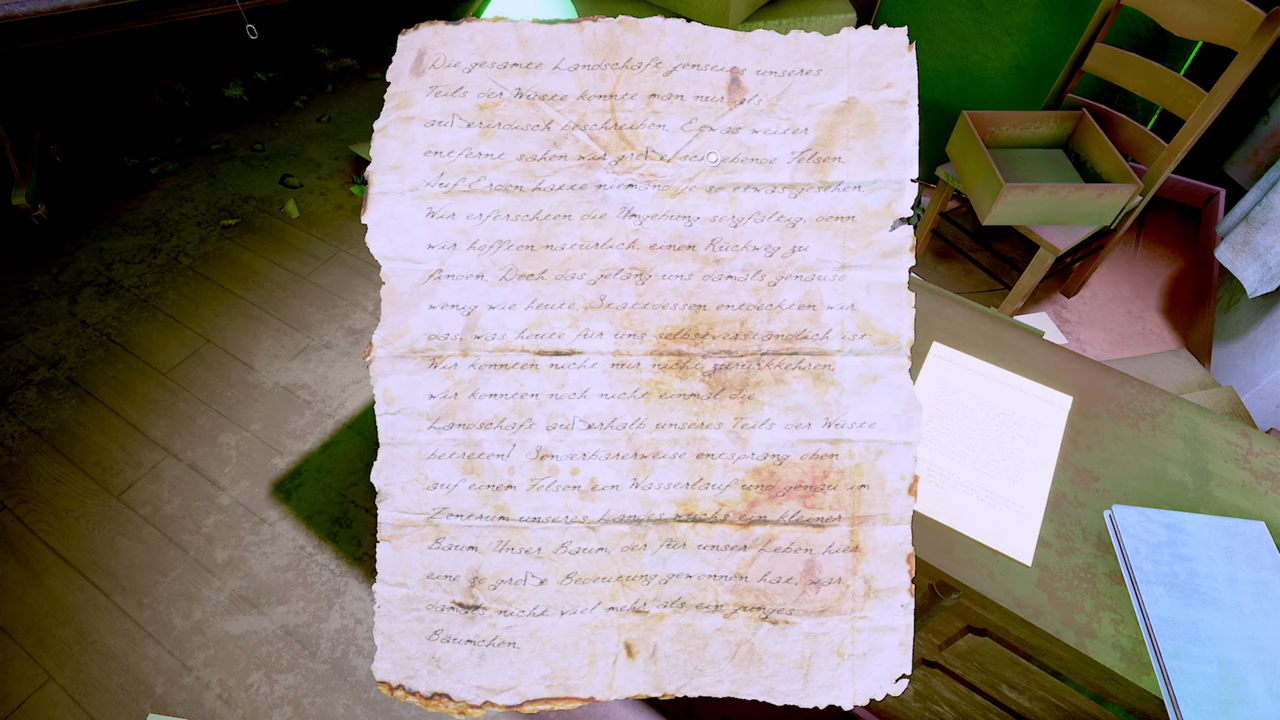 Die gesamte Landschaft jenseits unseres
Teils der Wüste konnte man nur als
außerirdisch beschreiben. Etwas weiter
entfernt sahen wir große schwebende Felsen.
Auf Erden hatte niemand je so etwas gesehen!
Wir erforschten die Umgebung sorgfältig, denn
wir hofften natürlich, einen Rückweg zu
finden. Doch das gelang uns damals genauso
wenig wie heute. Stattdessen entdeckten wir
das, was heute für uns selbstverständlich ist.
Wir konnten nicht nur nicht zurückkehren,
wir konnten noch nicht einmal die
Landschaft außerhalb unseres Teils der Wüste
betreten! Sonderbarerweise entsprang oben
auf einem Felsen ein Wasserlauf und genau im
Zentrum unseres Landes wuchs ein kleiner
Baum. Unser Baum, der für unser Leben hier
eine so große Bedeutung gewonnen hat, war
damals nicht viel mehr als ein junges
Bäumchen.